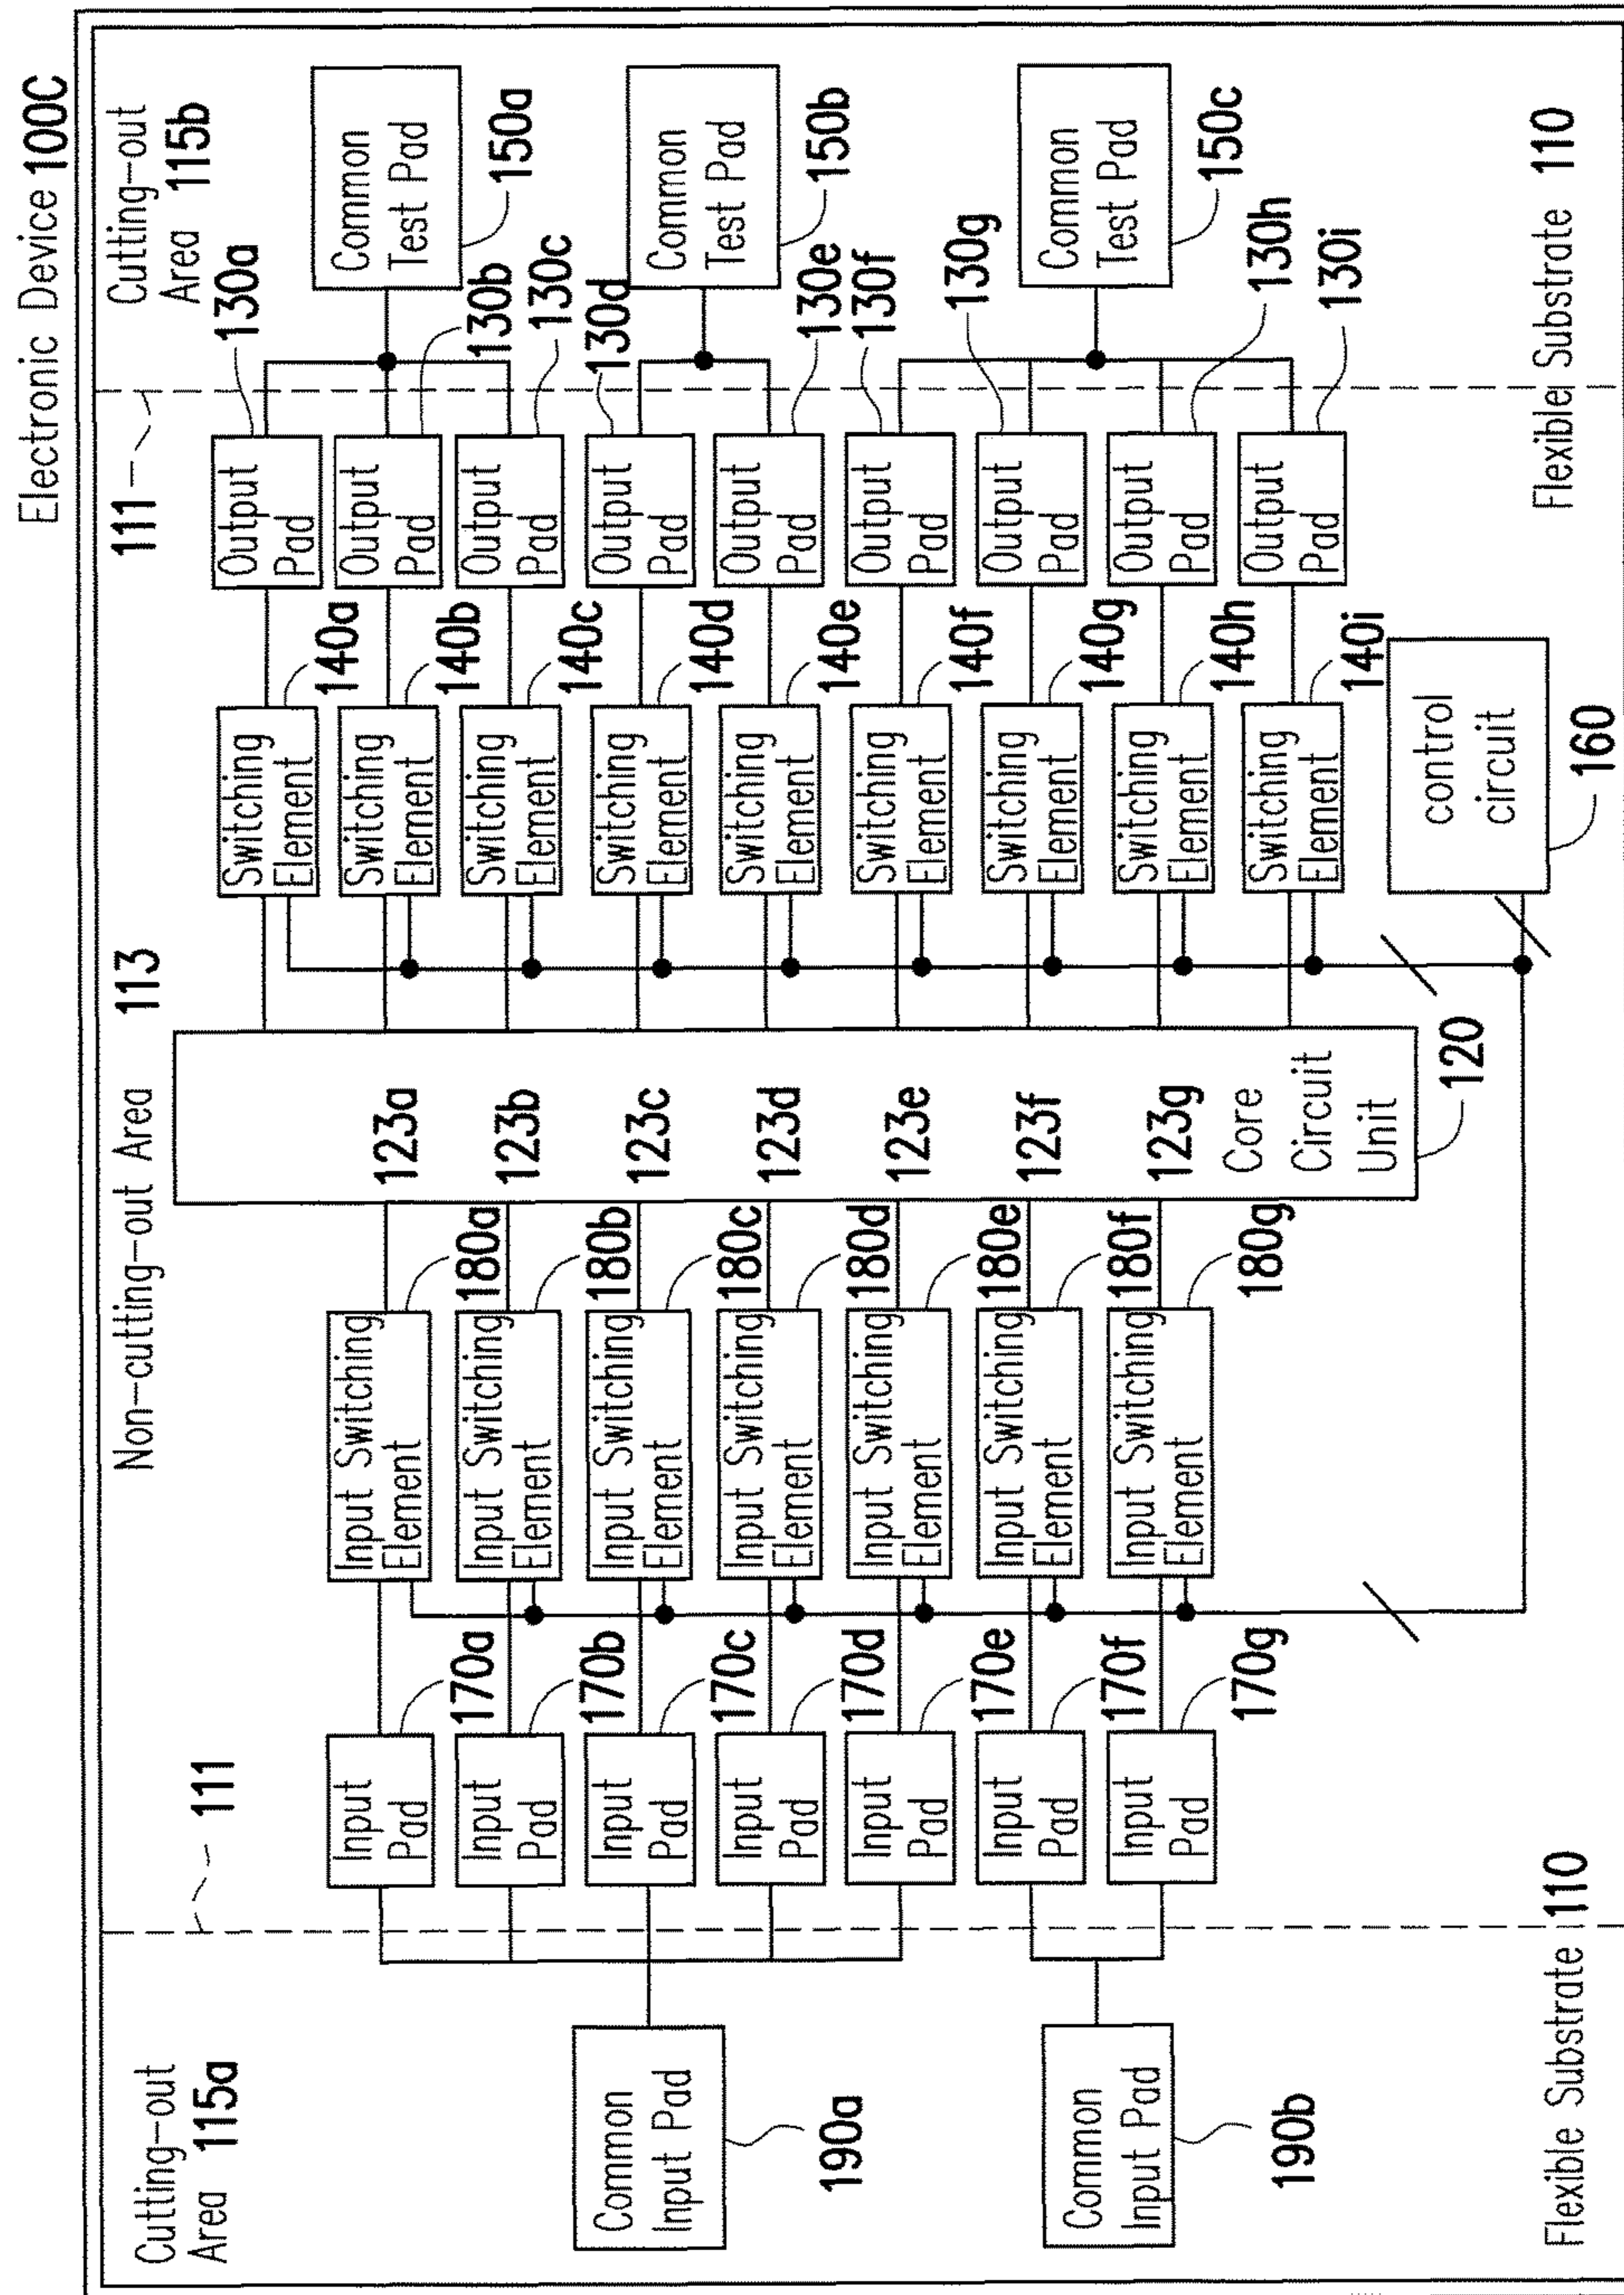 Electronic Device 100C
Cutting-out
Area 115a
111
Non-cutting-out Area 113
111
Cutting-out
Area 115b
130a
Output
Pad
Switching
Element
140a
Common
Test Pad
150a
Input
Pad
170a
Input Switching
Element
180a
123a
Switching
Element
140b
Output
Pad
130b
Input
Pad
170b
Input Switching
Element
180b
123b
Switching
Element
140c
Output
Pad
130c
Common
Input Pad
190a
Input
Pad
170c
Input Switching
Element
180c
123c
Switching
Element
140d
Output
Pad
130d
Common
Test Pad
150b
Input
Pad
170d
Input Switching
Element
180d
123d
Switching
Element
140e
Output
Pad
130e
Input
Pad
170e
Input Switching
Element
180e
123e
Switching
Element
140f
Output
Pad
130f
Common
Input Pad
190b
Input
Pad
170f
Input Switching
Element
180f
123f
Switching
Element
140g
Output
Pad
130g
Common
Test Pad
150c
Input
Pad
170g
Input Switching
Element
180g
123g
Switching
Element
140h
Output
Pad
130h
Core
Circuit
Unit
120
Switching
Element
140i
Output
Pad
130i
control
circuit
160
Flexible Substrate 110
Flexible Substrate 110